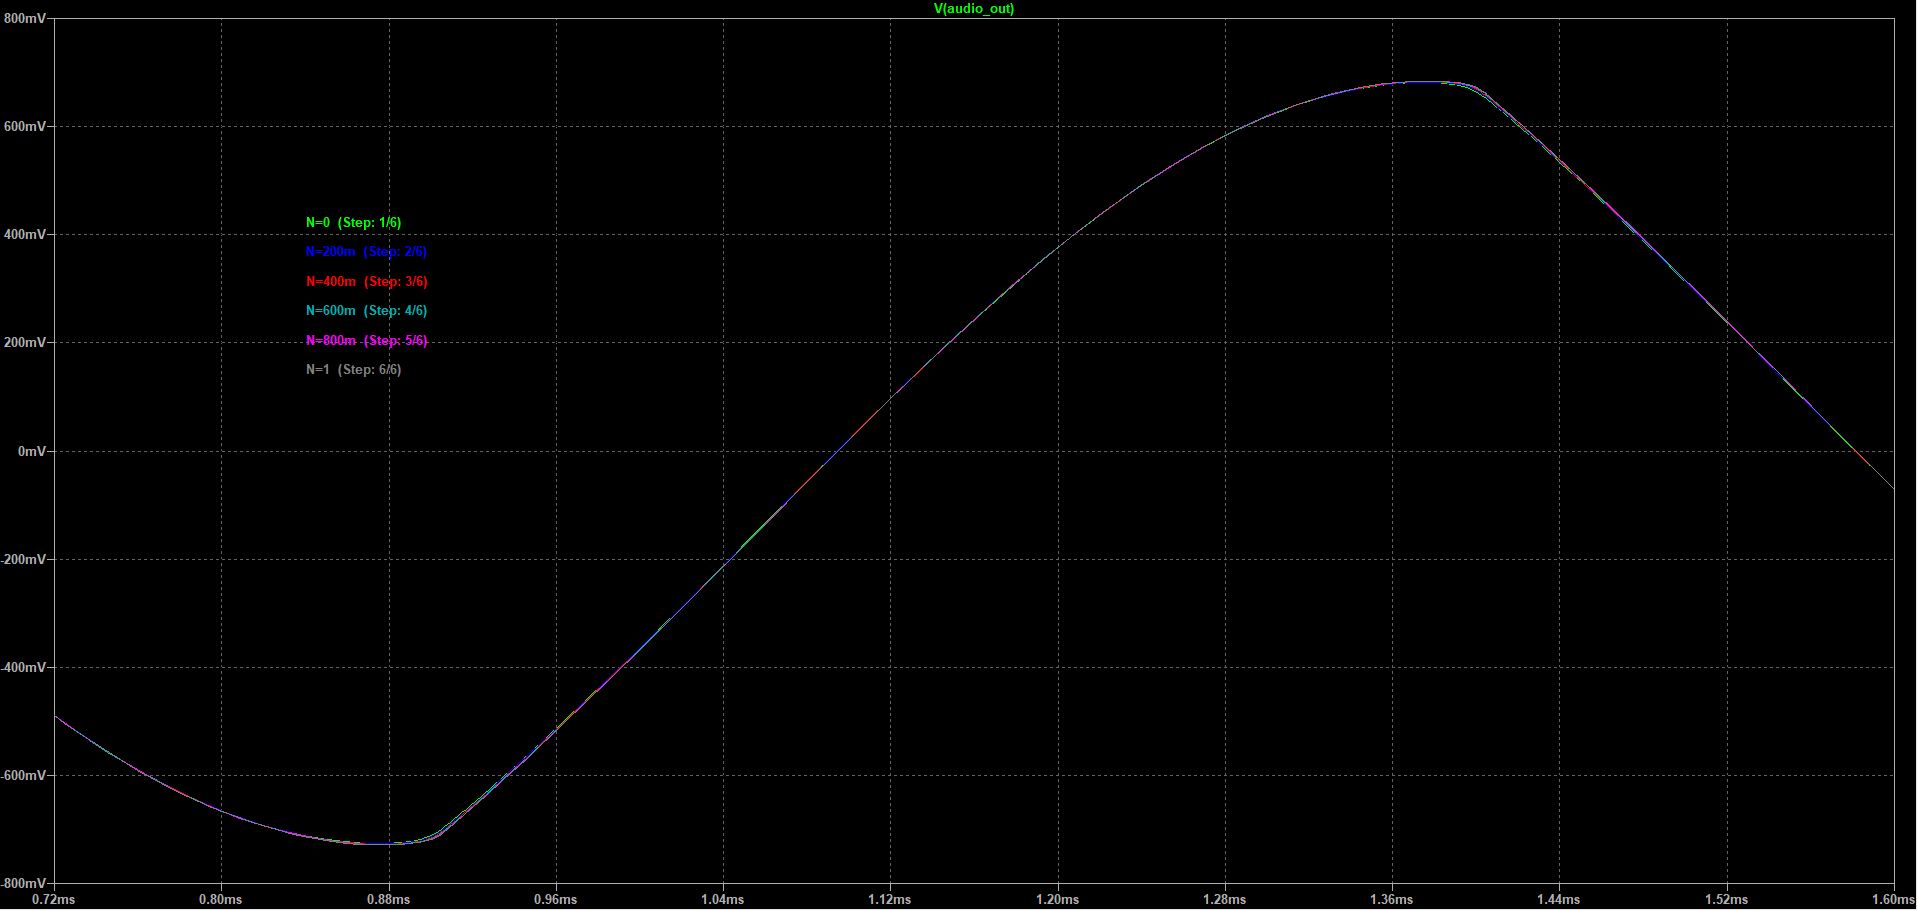 V(audio_out)
800mV
600mV
400mV
200mV
0mV
-200mV
-400mV
-600mV
-800mV
N=0 (Step: 1/6)
N=200m (Step: 2/6)
N=400m (Step: 3/6)
N=600m (Step: 4/6)
N=800m (Step: 5/6)
N=1 (Step: 6/6)
0.72ms 0.80ms 0.88ms 0.96ms 1.04ms 1.12ms 1.20ms 1.28ms 1.36ms 1.44ms 1.52ms 1.60ms